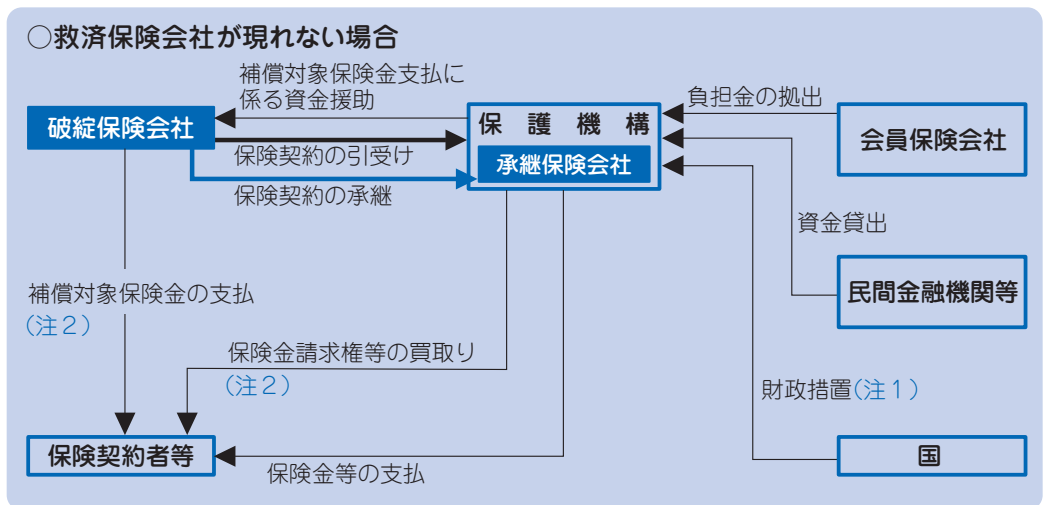 ○救済保険会社が現れない場合
補償対象保険金支払に
係る資金援助
破綻保険会社
保険契約の引受け
保険契約の承継
保護機構
承継保険会社
負担金の拠出
会員保険会社
資金貸出
民間金融機関等
補償対象保険金の支払
(注2)
保険金請求権等の買取り
(注2)
財政措置(注1)
保険契約者等
保険金等の支払
国